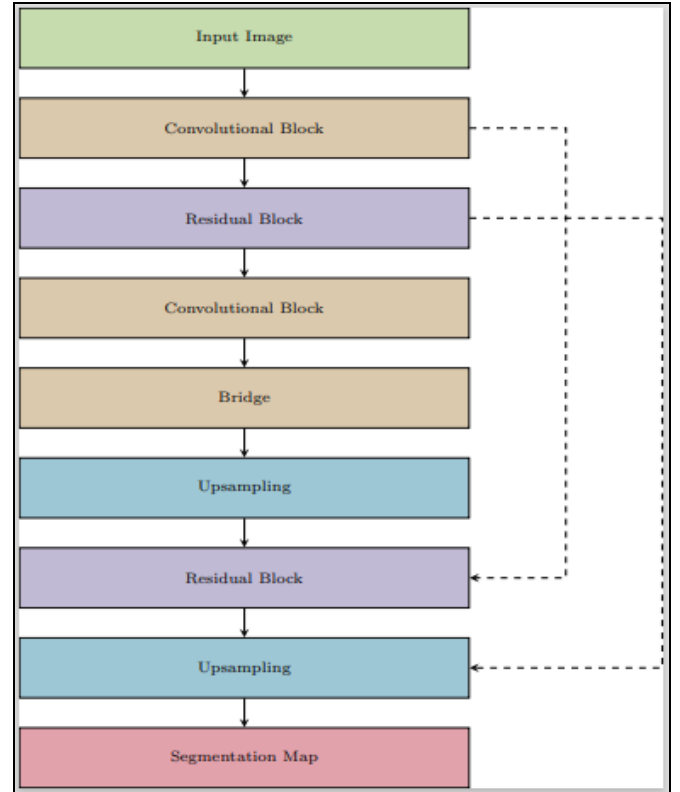 Input Image
Convolutional Block
Residual Block
Convolutional Block
Bridge
Upsampling
Residual Block
Upsampling
Segmentation Map